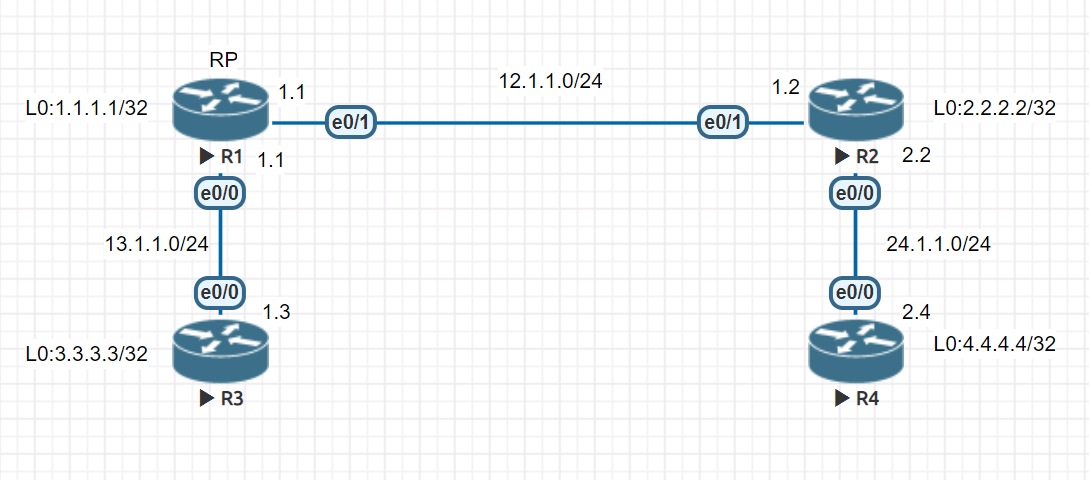 RP
12.1.1.0/24
1.1
1.2
L0:1.1.1.1/32
L0:2.2.2.2/32
e0/1
e0/1
R1
1.1
R2
2.2
e0/0
e0/0
13.1.1.0/24
24.1.1.0/24
e0/0
e0/0
1.3
2.4
L0:3.3.3.3/32
L0:4.4.4.4/32
R3
R4